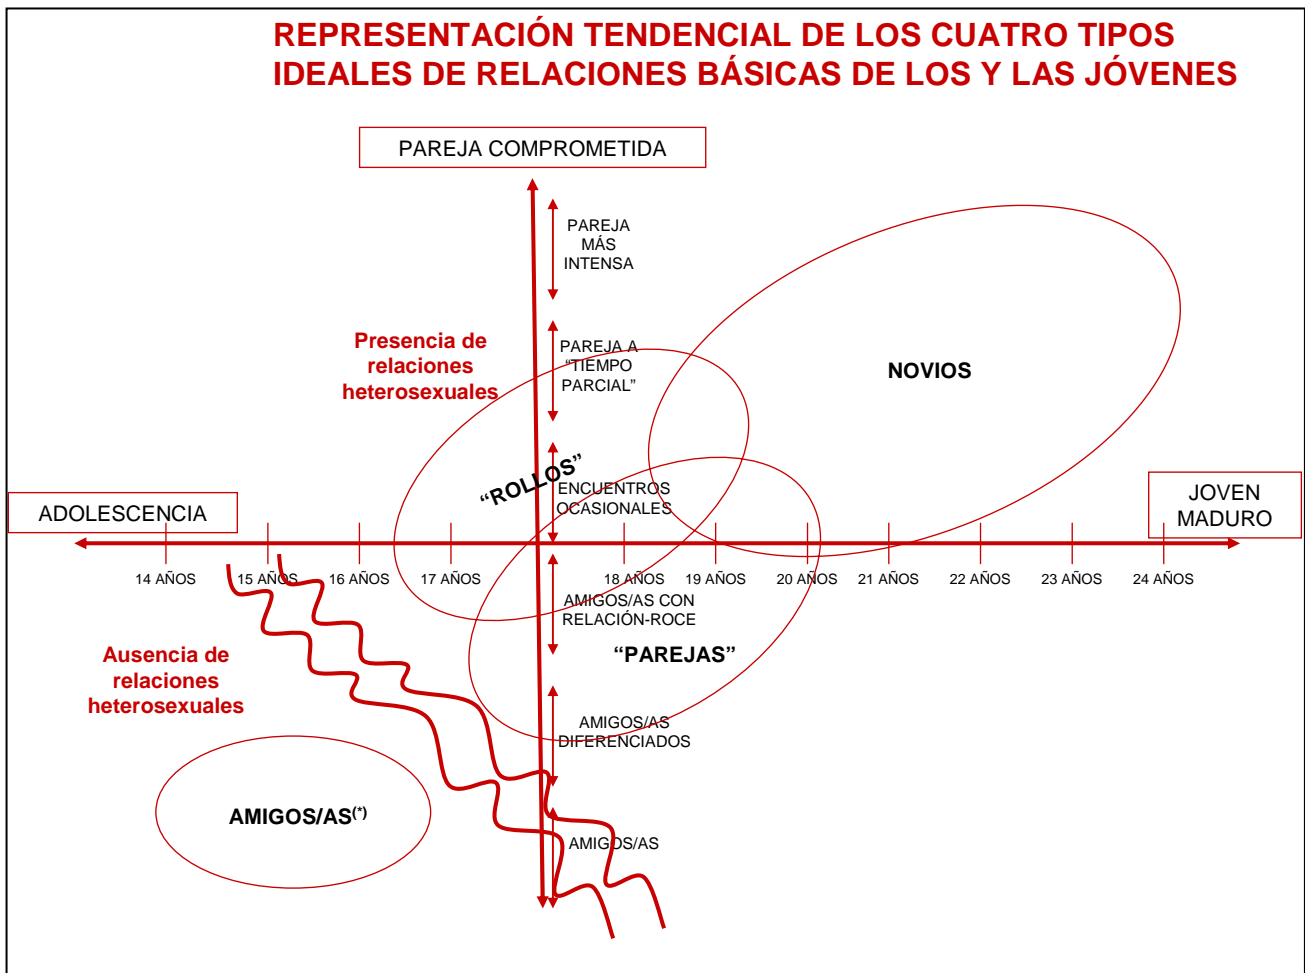 REPRESENTACIÓN TENDENCIAL DE LOS CUATRO TIPOS
IDEALES DE RELACIONES BÁSICAS DE LOS Y LAS JÓVENES
PAREJA COMPROMETIDA
PAREJA
MÁS
INTENSA
Presencia de
relaciones
heterosexuales
PAREJA A
“TIEMPO
PARCIAL”
NOVIOS
“ROLLOS”
ENCUENTROS
OCASIONALES
ADOLESCENCIA
JOVEN
MADURO
14 AÑOS
15 AÑOS
16 AÑOS
17 AÑOS
18 AÑOS
19 AÑOS
20 AÑOS
21 AÑOS
22 AÑOS
23 AÑOS
24 AÑOS
AMIGOS/AS CON
RELACIÓN-ROCE
“PAREJAS”
Ausencia de
relaciones
heterosexuales
AMIGOS/AS
DIFERENCIADOS
AMIGOS/AS(*)
AMIGOS/AS